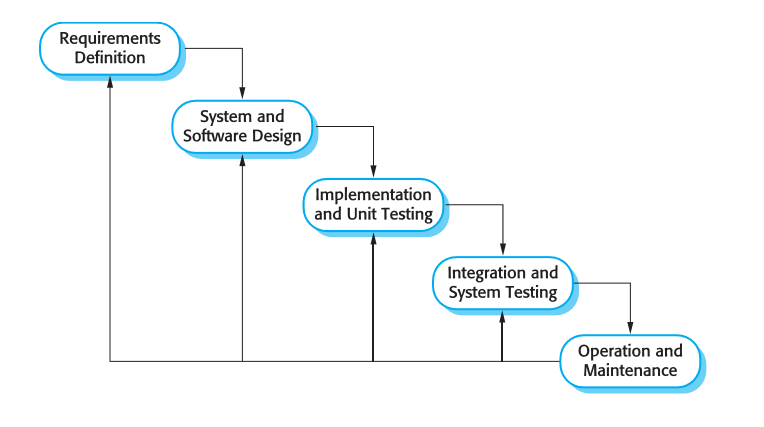 Requirements
Definition
System and
Software Design
Implementation
and Unit Testing
Integration and
System Testing
Operation and
Maintenance